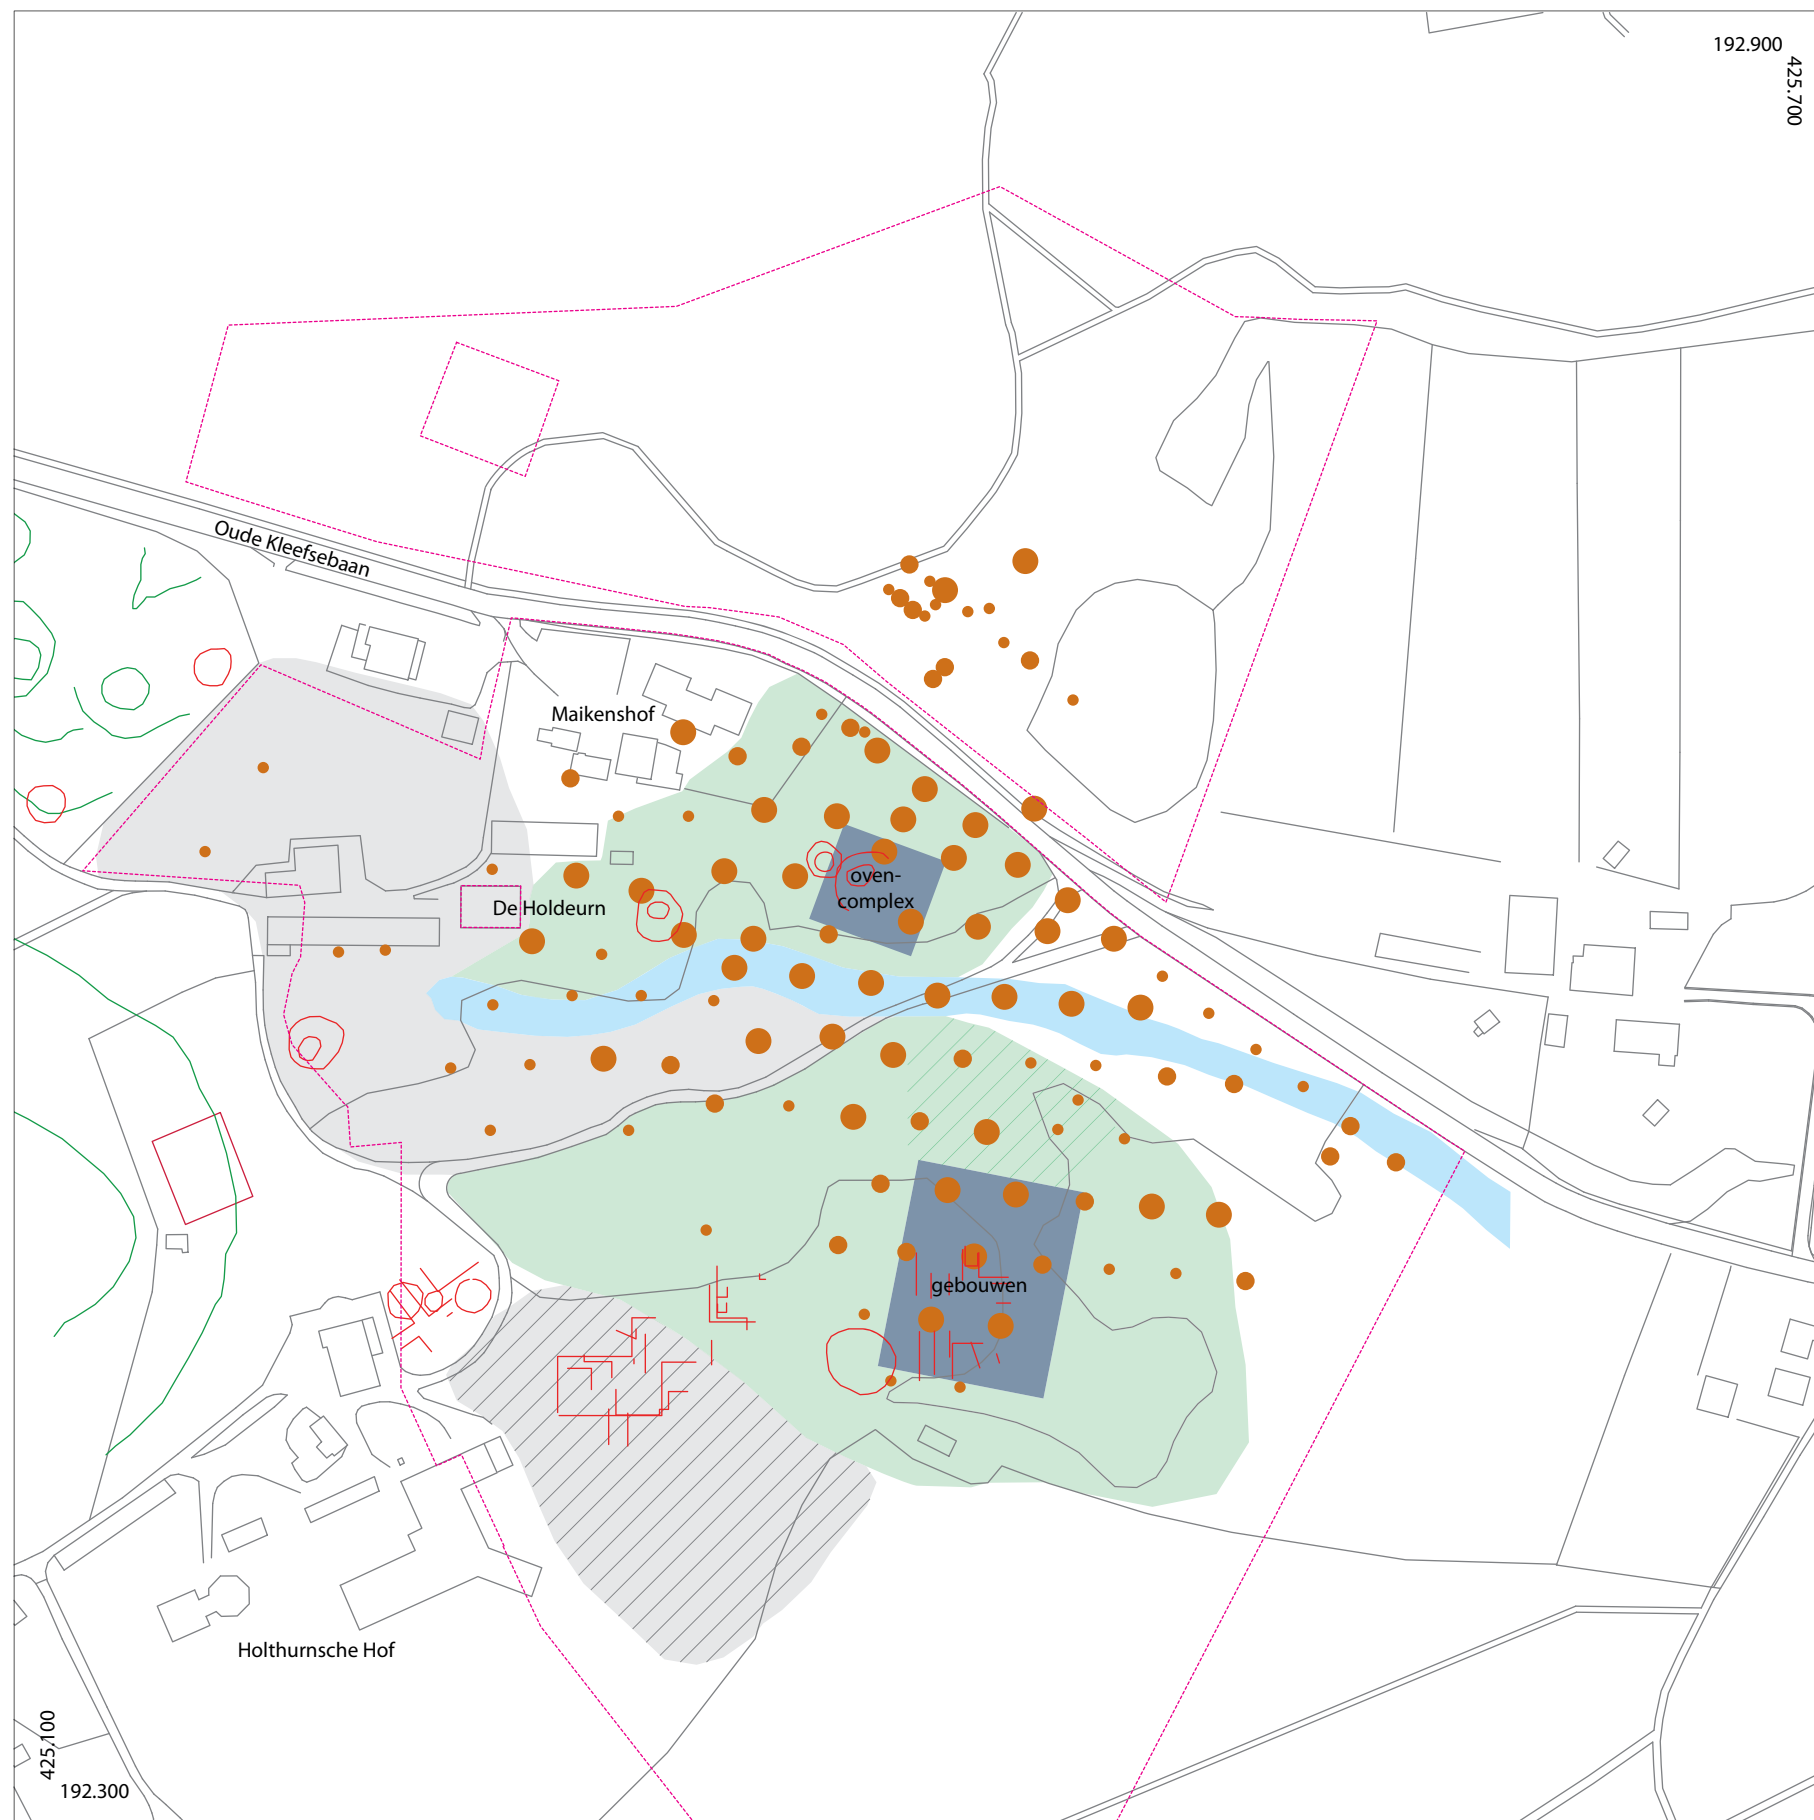 192.900
425.700
Oude Kleefsebaan
Maikenshof
oven-
complex
De Holdeurn
gebouwen
Holthurnsche Hof
425.100
192.300